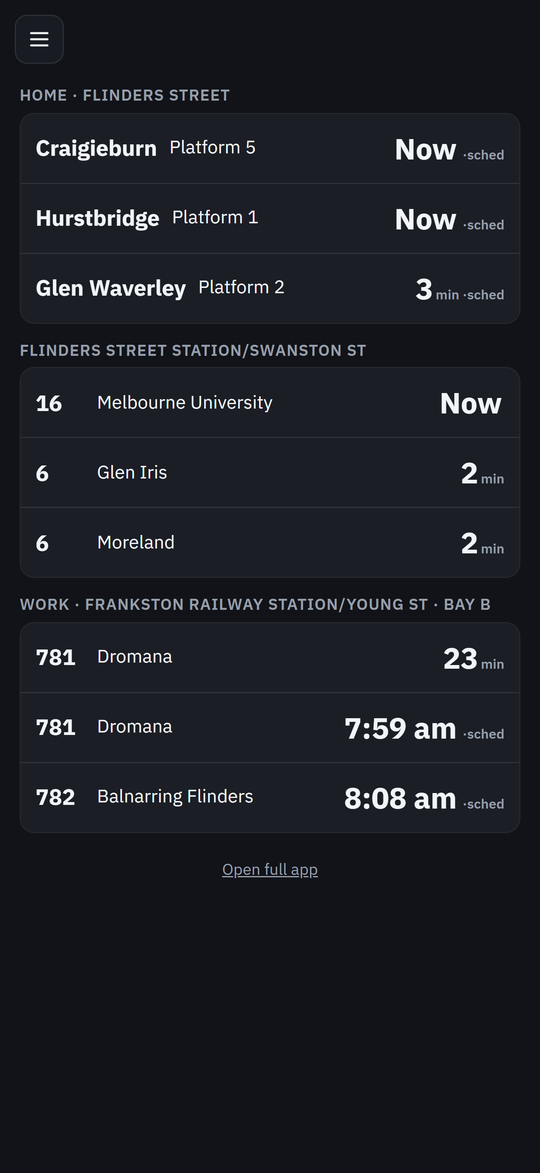 HOME · FLINDERS STREET
Craigieburn Platform 5 Now ·sched
Hurstbridge Platform 1 Now ·sched
Glen Waverley Platform 2 3 min ·sched
FLINDERS STREET STATION/SWANSTON ST
16 Melbourne University Now
6 Glen Iris 2 min
6 Moreland 2 min
WORK · FRANKSTON RAILWAY STATION/YOUNG ST · BAY B
781 Dromana 23 min
781 Dromana 7:59 am ·sched
782 Balnarring Flinders 8:08 am ·sched
Open full app